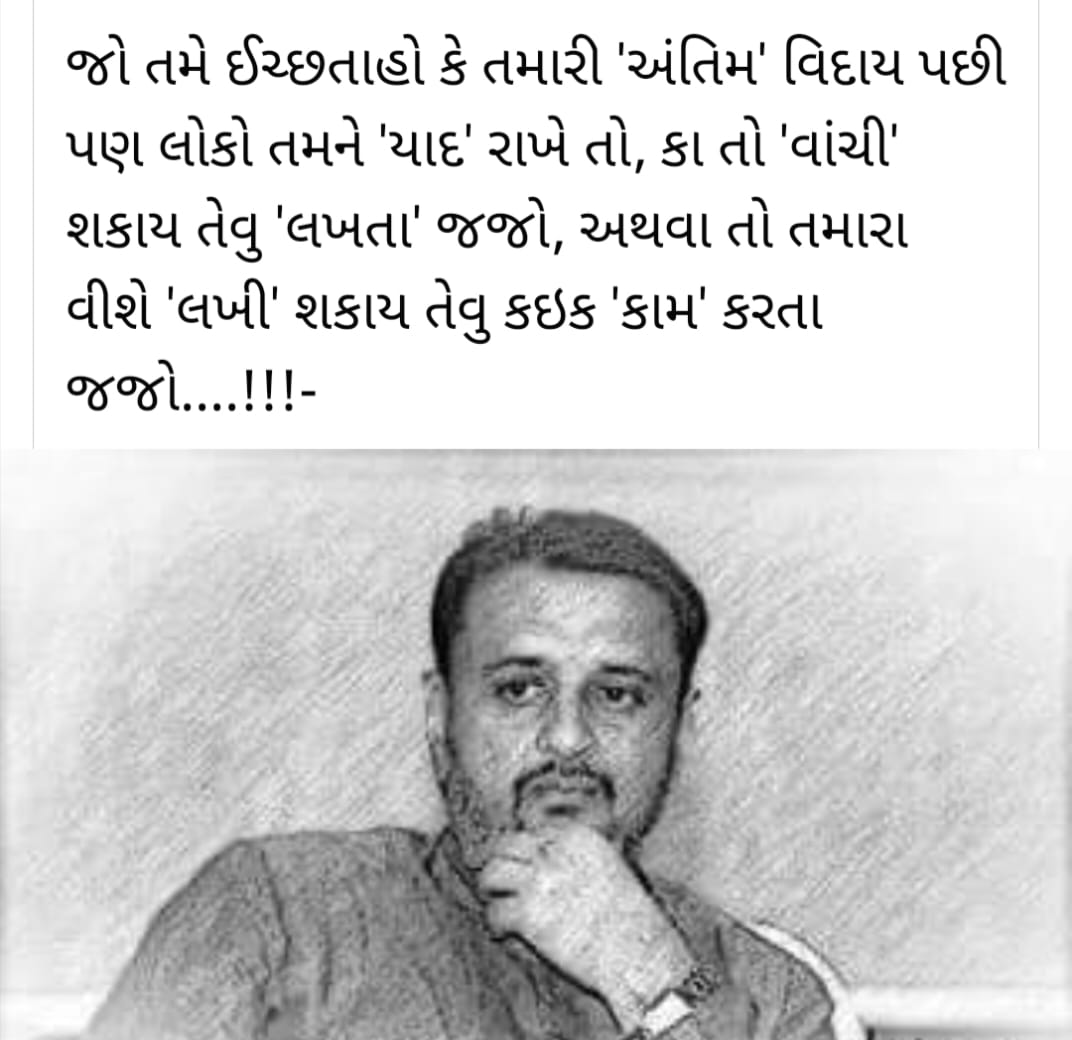 જો તમે ઈચ્છતાહો કે તમારી 'અંતિમ' વિદાય પછી
પણ લોકો તમને 'યાદ' રાખે તો, કા તો 'વાંચી'
શકાય તેવુ 'લખતા' જજો, અથવા તો તમારા
વીશે 'લખી' શકાય તેવુ કઇક 'કામ' કરતા
જજો....!!!-